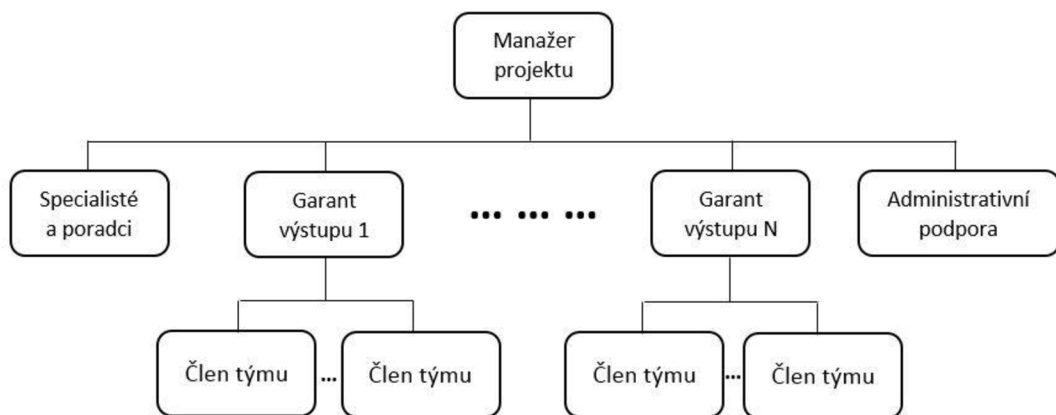 Manažer
projektu
Specialisté
a poradci
Garant
výstupu 1
... ... ...
Garant
výstupu N
Administrativní
podpora
Člen týmu
...
Člen týmu
Člen týmu
...
Člen týmu